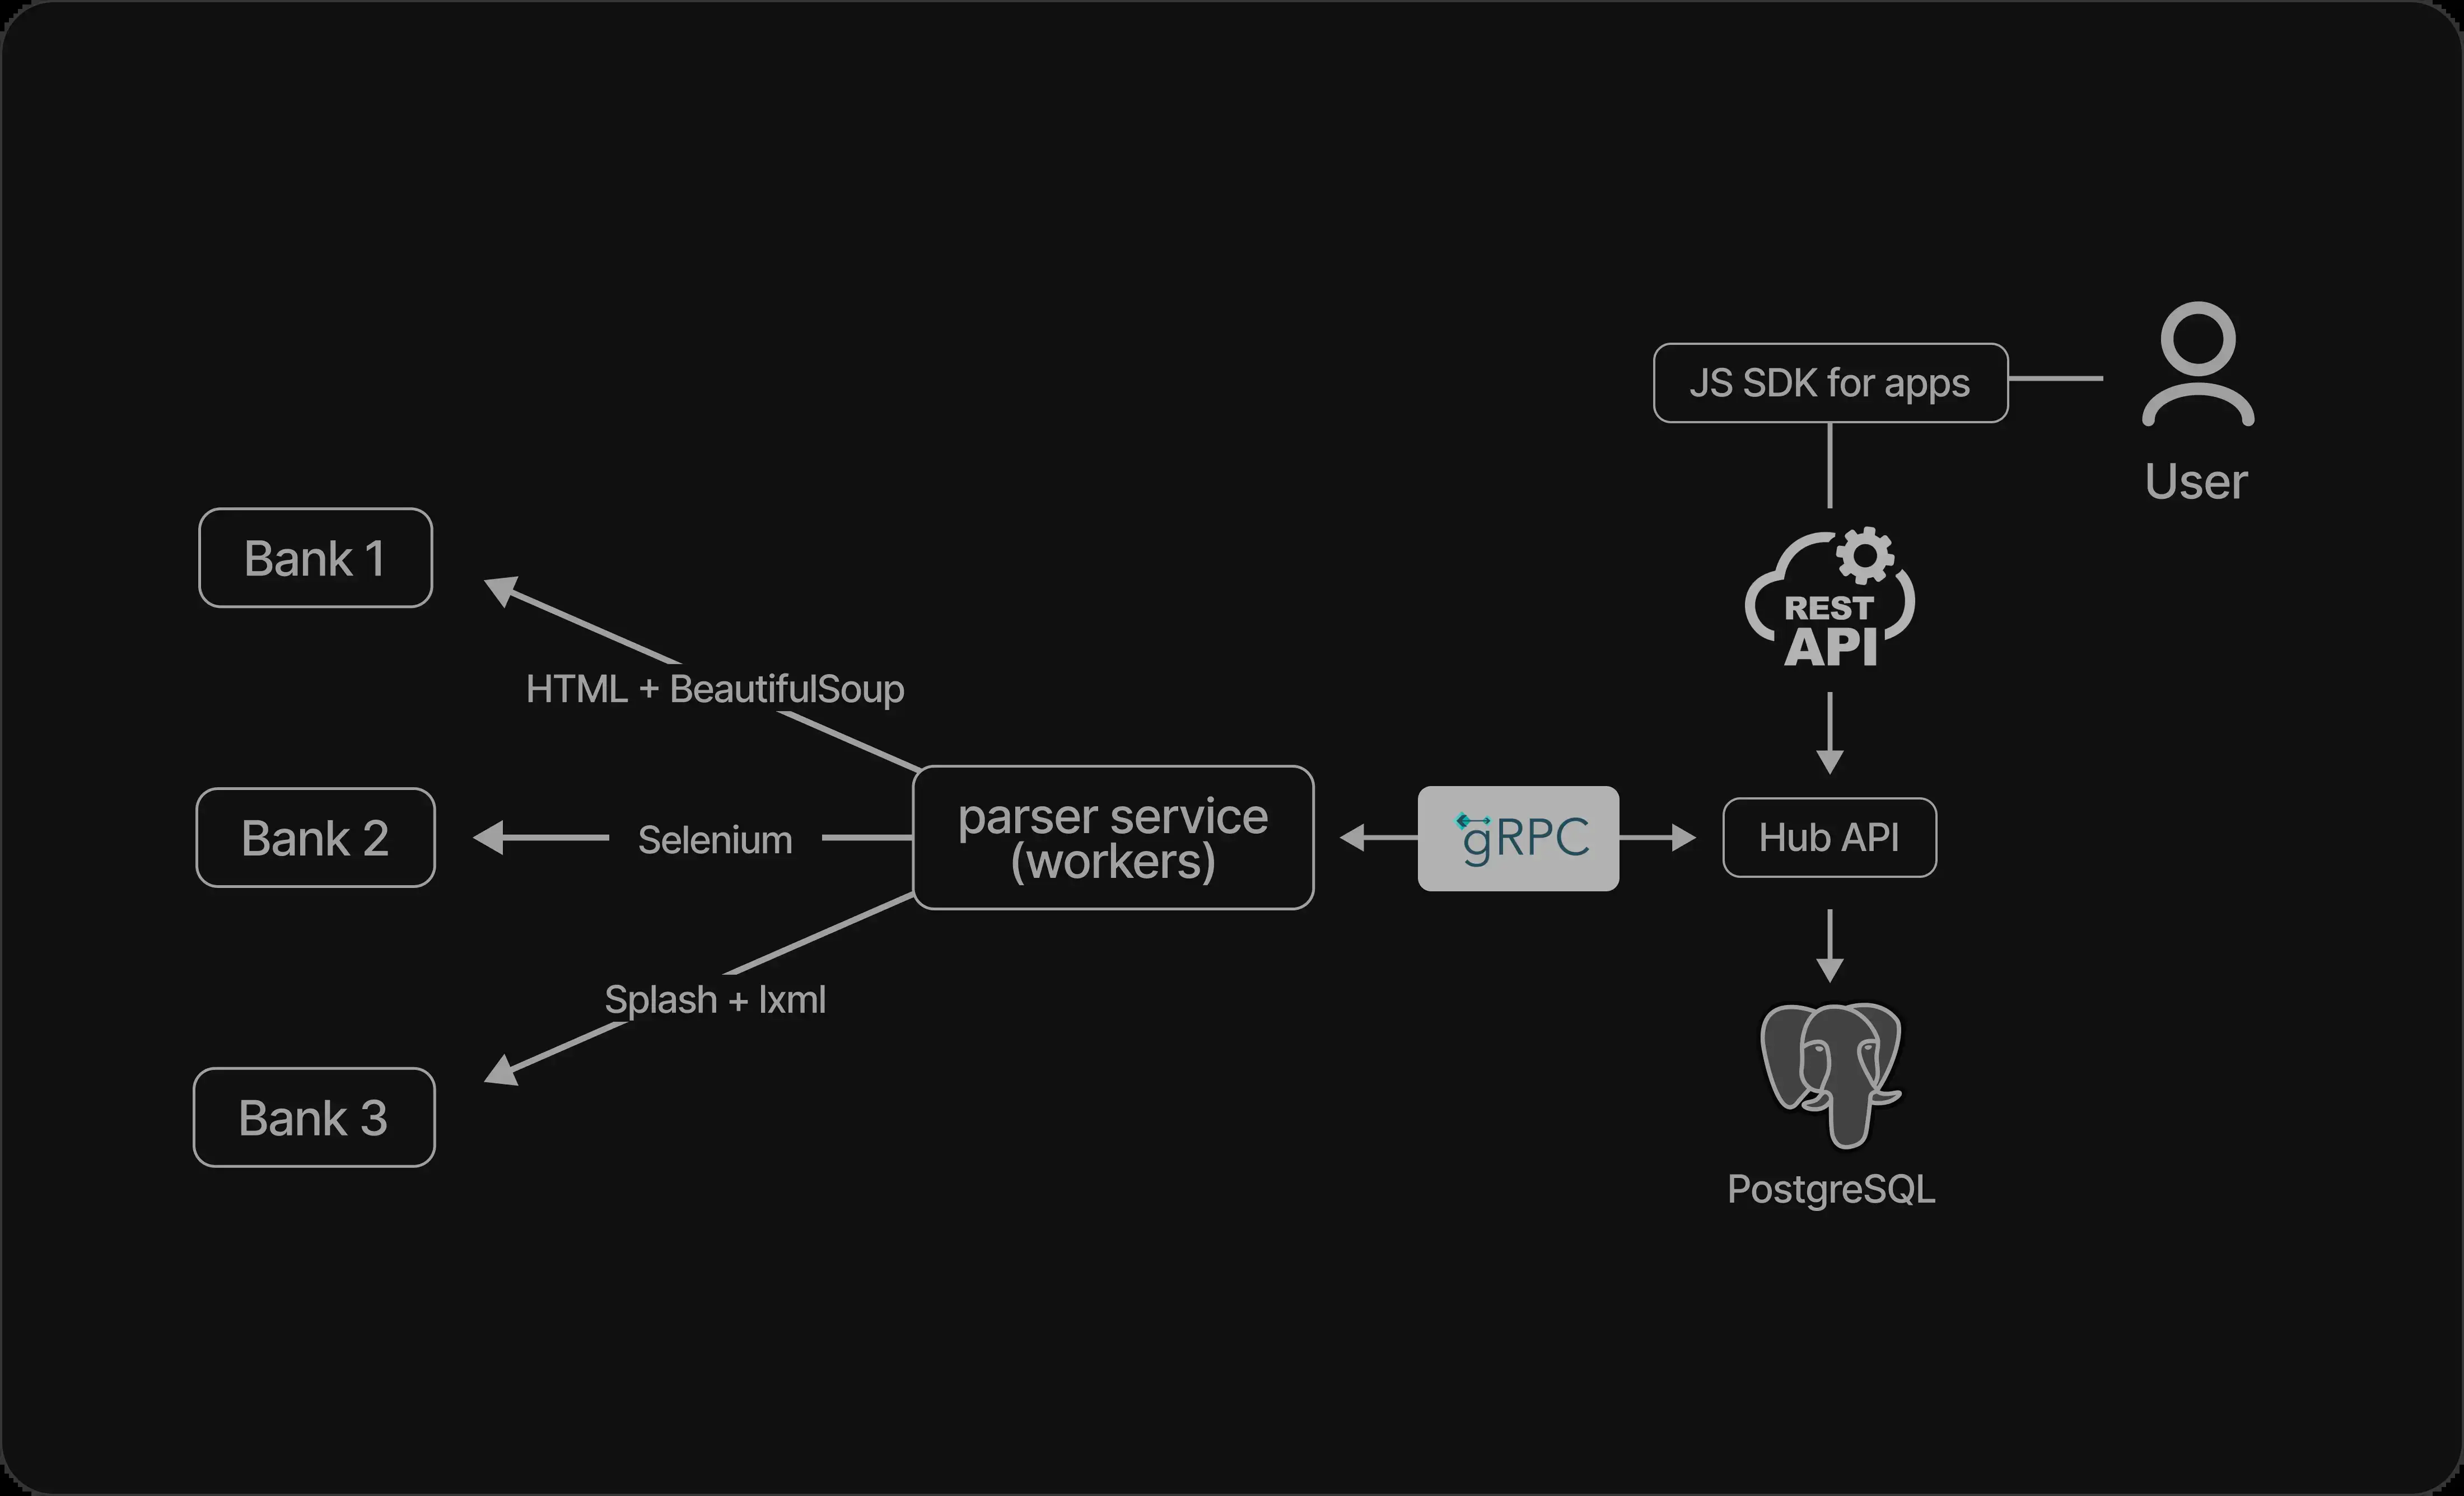 JS SDK for apps
User
REST
API
Bank 1
HTML + BeautifulSoup
Bank 2
Selenium
parser service
(workers)
gRPC
Hub API
Splash + lxml
Bank 3
PostgreSQL